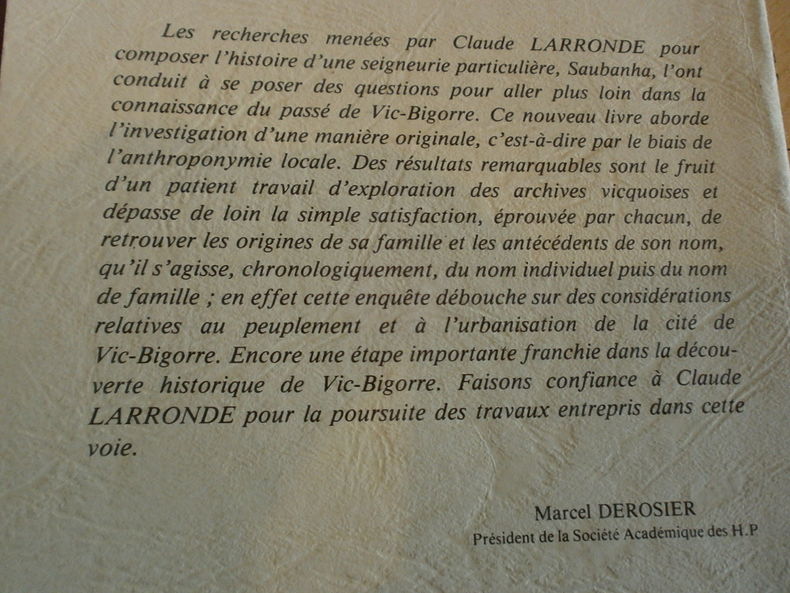 Les recherches menées par Claude LARRONDE pour
composer l'histoire d'une seigneurie particulière, Saubanha, l'ont
conduit à se poser des questions pour aller plus loin dans la
connaissance du passé de Vic-Bigorre. Ce nouveau livre aborde
l'investigation d'une manière originale, c'est-à-dire par le biais de
l'anthroponymie locale. Des résultats remarquables sont le fruit
d'un patient travail d'exploration des archives vicquoises et
dépasse de loin la simple satisfaction, éprouvée par chacun, de
retrouver les origines de sa famille et les antécédents de son nom,
qu'il s'agisse, chronologiquement, du nom individuel puis du nom
de famille ; en effet cette enquête débouche sur des considérations
relatives au peuplement et à l'urbanisation de la cité de
Vic-Bigorre. Encore une étape importante franchie dans la décou-
verte historique de Vic-Bigorre. Faisons confiance à Claude
LARRONDE pour la poursuite des travaux entrepris dans cette
voie.
Marcel DEROSIER
Président de la Société Académique des H.P